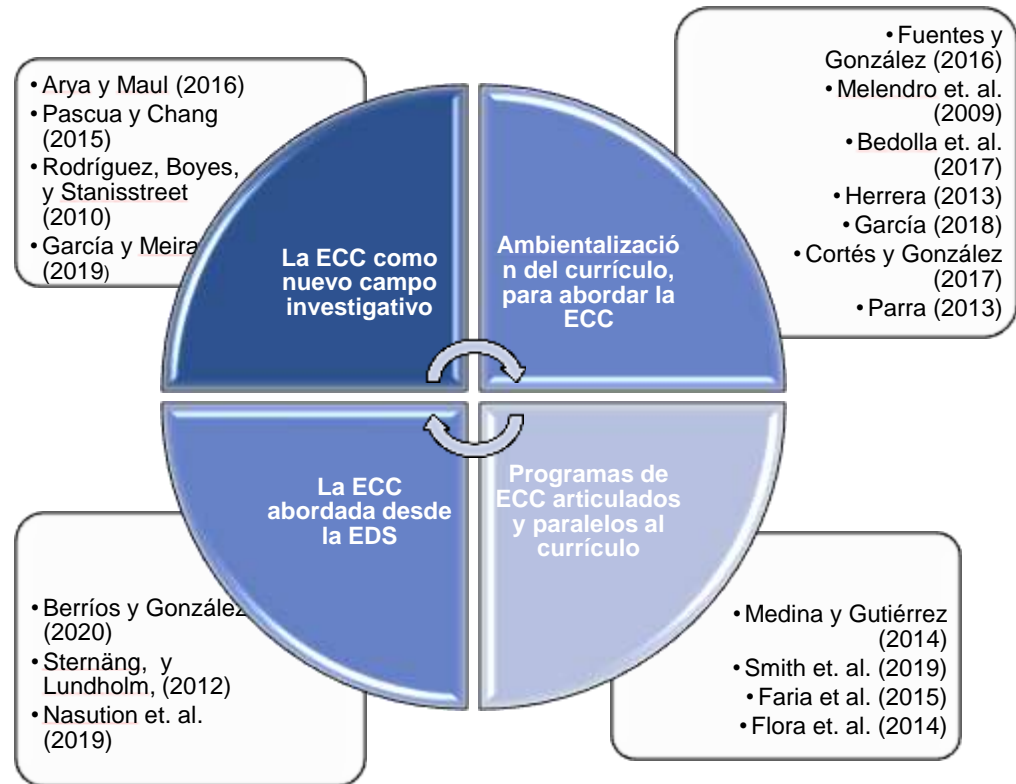 • Arya y Maul (2016)
• Pascua y Chang
(2015)
• Rodríguez, Boyes,
y Stanisstreet
(2010)
• García y Meira
(2019)
La ECC como
nuevo campo
investigativo
Ambientalizació
n del currículo,
para abordar la
ECC
• Fuentes y
González (2016)
• Melendro et. al.
(2009)
• Bedolla et. al.
(2017)
• Herrera (2013)
• García (2018)
• Cortés y González
(2017)
• Parra (2013)
• Berríos y González
(2020)
• Sternäng, y
Lundholm, (2012)
• Nasution et. al.
(2019)
La ECC
abordada desde
la EDS
Programas de
ECC articulados
y paralelos al
currículo
• Medina y Gutiérrez
(2014)
• Smith et. al. (2019)
• Faria et al. (2015)
• Flora et. al. (2014)